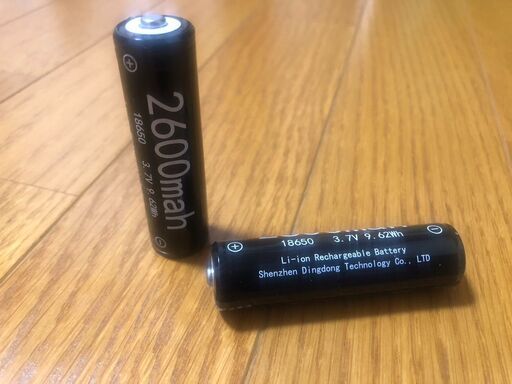 2600mah
18650 3.7V 9.62Wh
18650 3.7V 9.62Wh
Li-ion Rechargeable Battery
Shenzhen Dingdong Technology Co., LTD